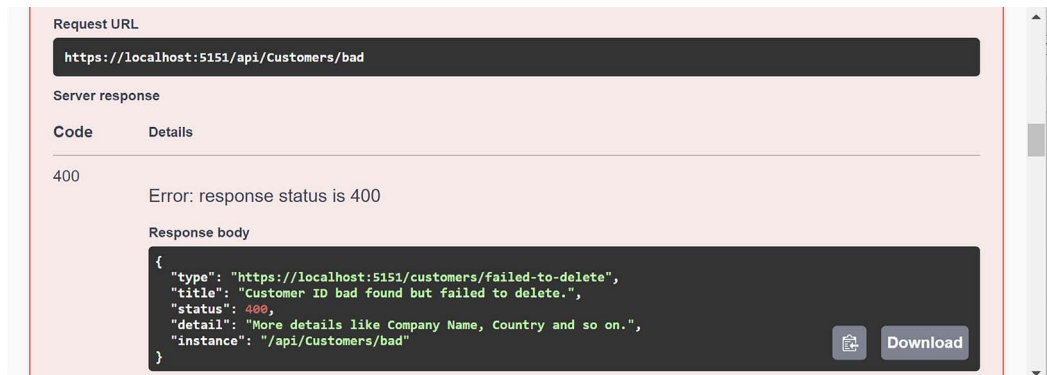 Request URL
https://localhost:5151/api/Customers/bad
Server response
Code Details
400
Error: response status is 400
Response body
{
"type": "https://localhost:5151/customers/failed-to-delete",
"title": "Customer ID bad found but failed to delete.",
"status": 400,
"detail": "More details like Company Name, Country and so on.",
"instance": "/api/Customers/bad"
}
Download